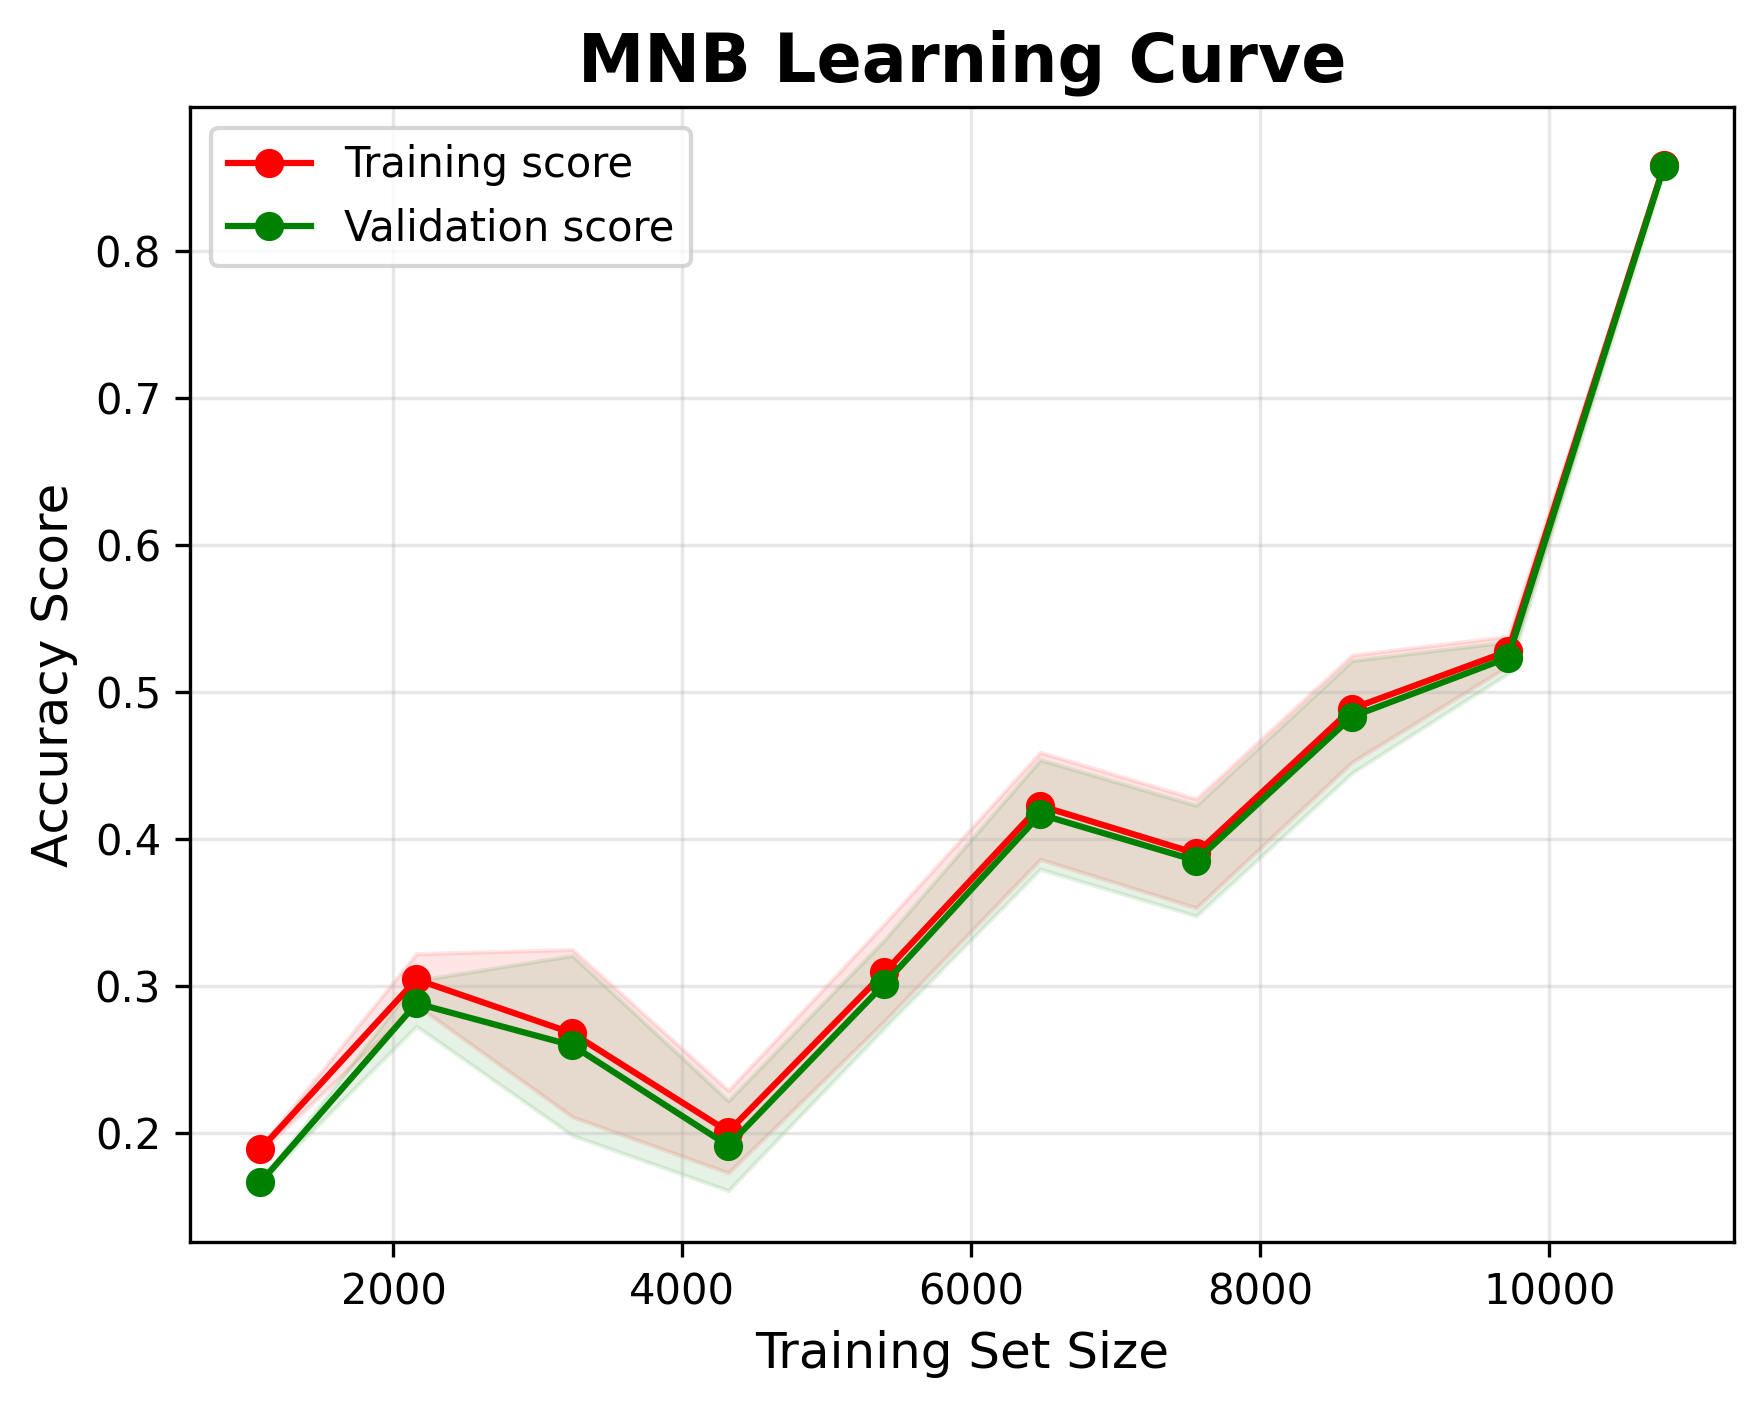 MNB Learning Curve
Training score
Validation score
0.8
0.7
0.6
0.5
0.4
0.3
0.2
Accuracy Score
2000 4000 6000 8000 10000
Training Set Size